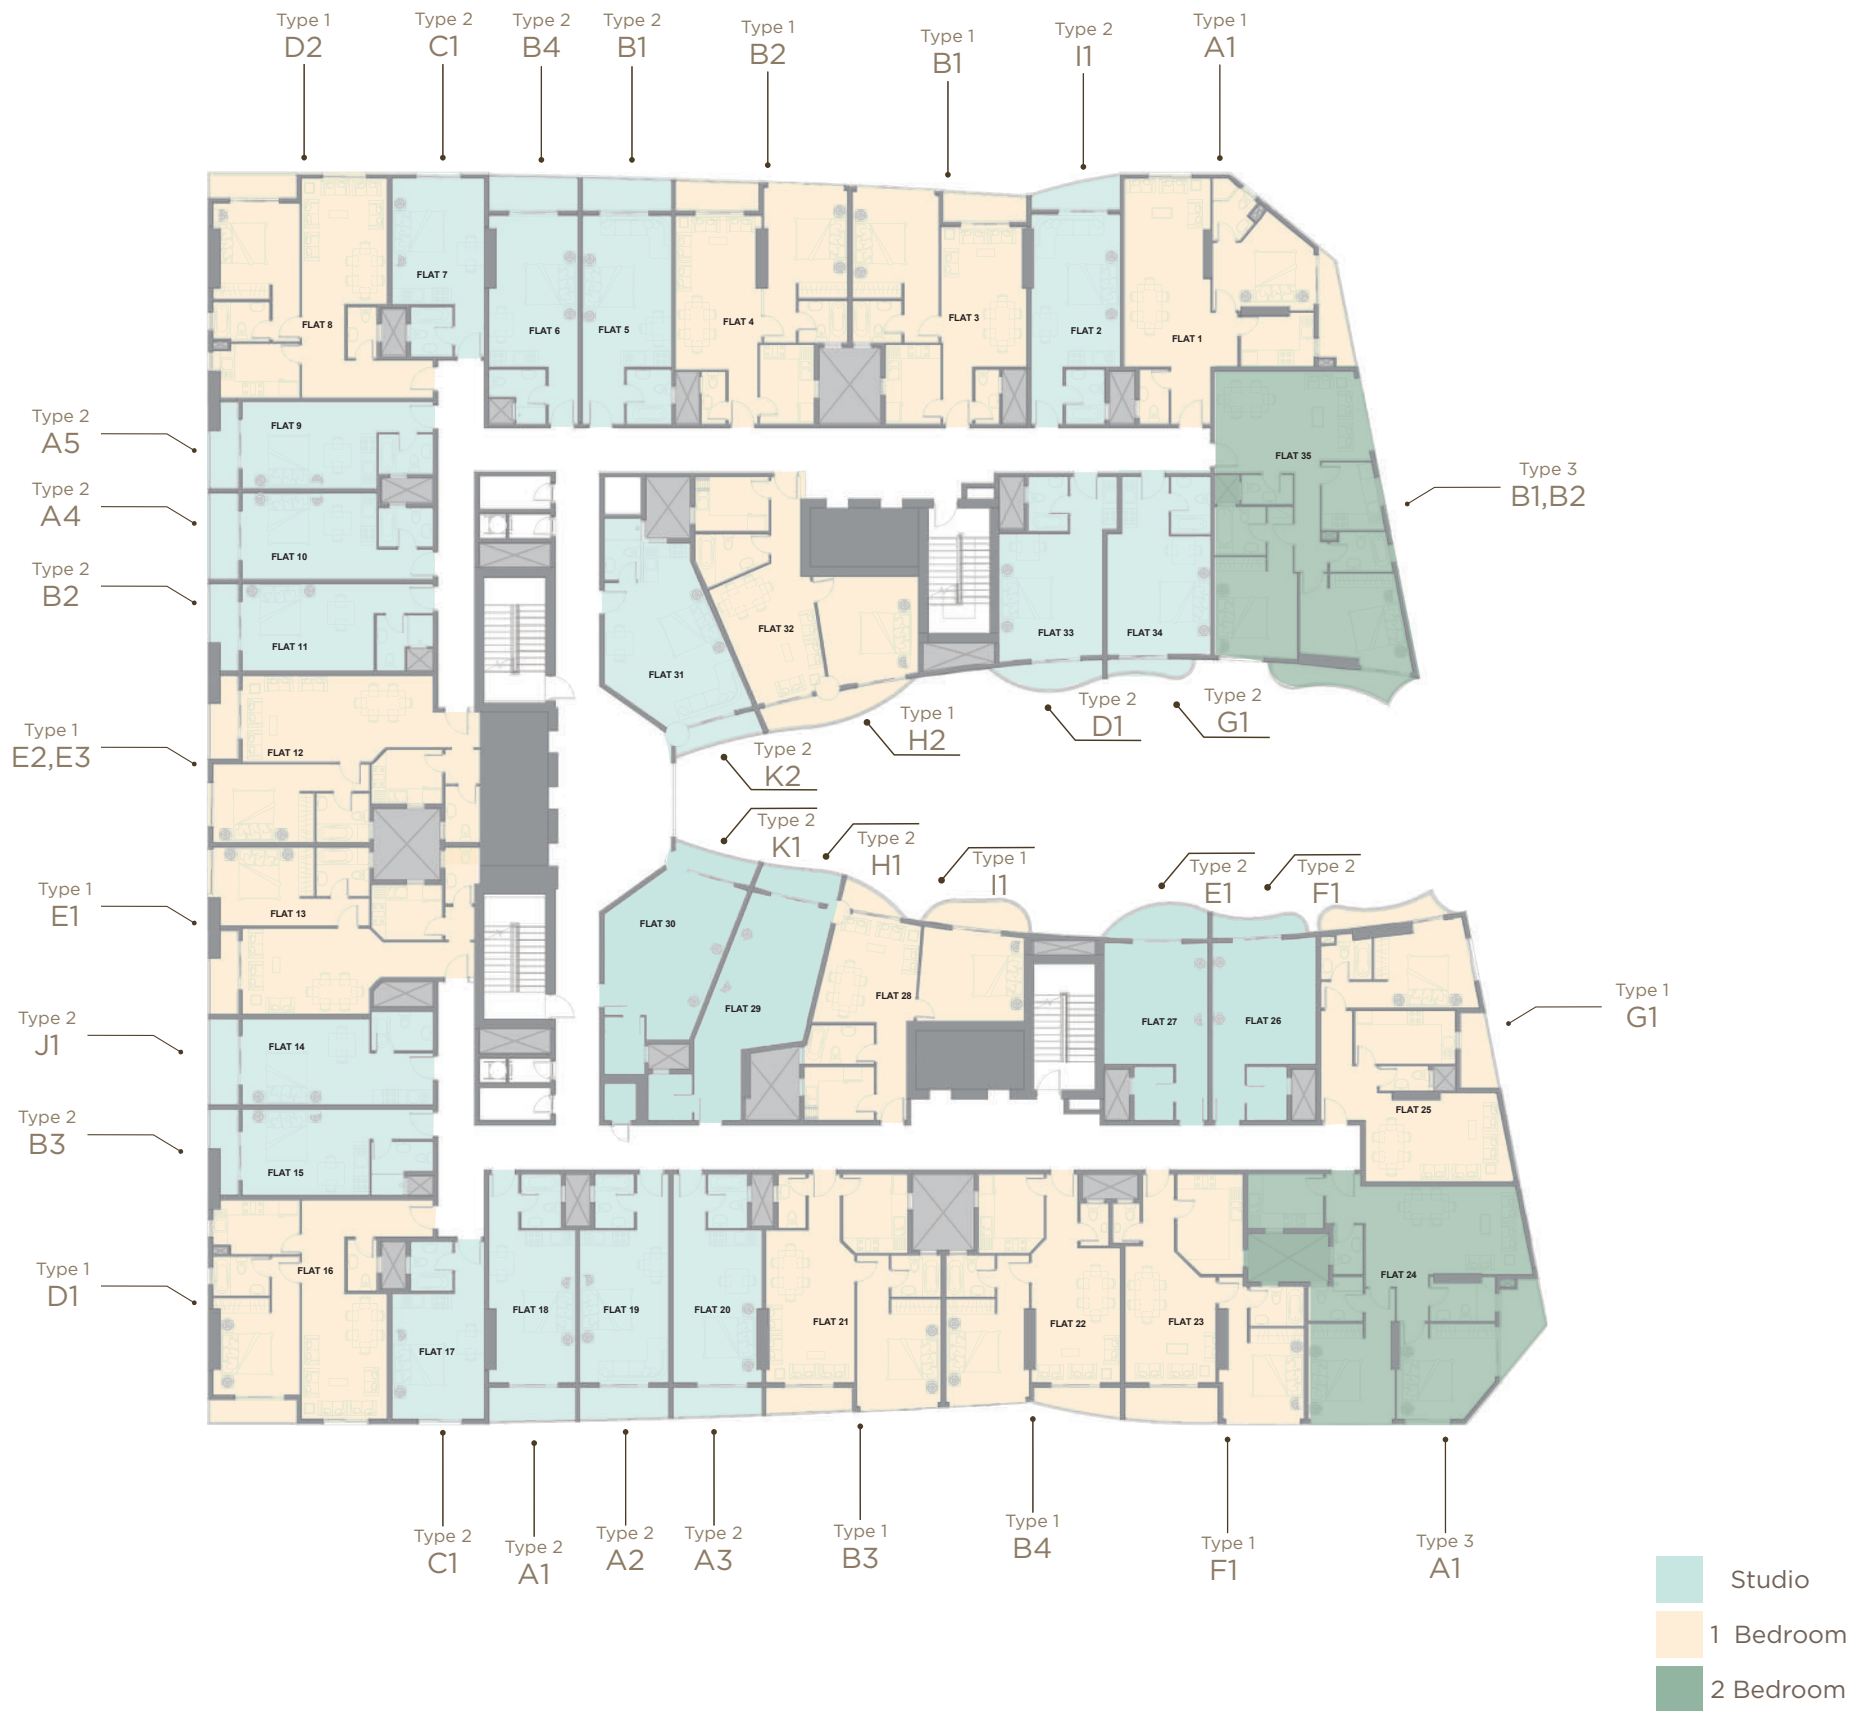 Type 1
D2
Type 2
C1
Type 2
B4
Type 2
B1
Type 1
B2
Type 1
B1
Type 2
I1
Type 1
A1
FLAT 7
FLAT 8
FLAT 6
FLAT 5
FLAT 4
FLAT 3
FLAT 2
FLAT 1
Type 2
A5
FLAT 9
FLAT 35
Type 3
B1,B2
Type 2
A4
FLAT 10
Type 2
B2
FLAT 11
FLAT 31
FLAT 32
FLAT 33
FLAT 34
Type 1
E2,E3
FLAT 12
Type 2
K2
Type 1
H2
Type 2
D1
Type 2
G1
Type 2
K1
Type 2
H1
Type 1
I1
Type 2
E1
Type 2
F1
Type 1
E1
FLAT 13
FLAT 30
FLAT 29
FLAT 28
FLAT 27
FLAT 26
Type 1
G1
Type 2
J1
FLAT 14
Type 2
B3
FLAT 15
FLAT 25
Type 1
D1
FLAT 16
FLAT 17
FLAT 18
FLAT 19
FLAT 20
FLAT 21
FLAT 22
FLAT 23
FLAT 24
Type 2
C1
Type 2
A1
Type 2
A2
Type 2
A3
Type 1
B3
Type 1
B4
Type 1
F1
Type 3
A1
Studio
1 Bedroom
2 Bedroom